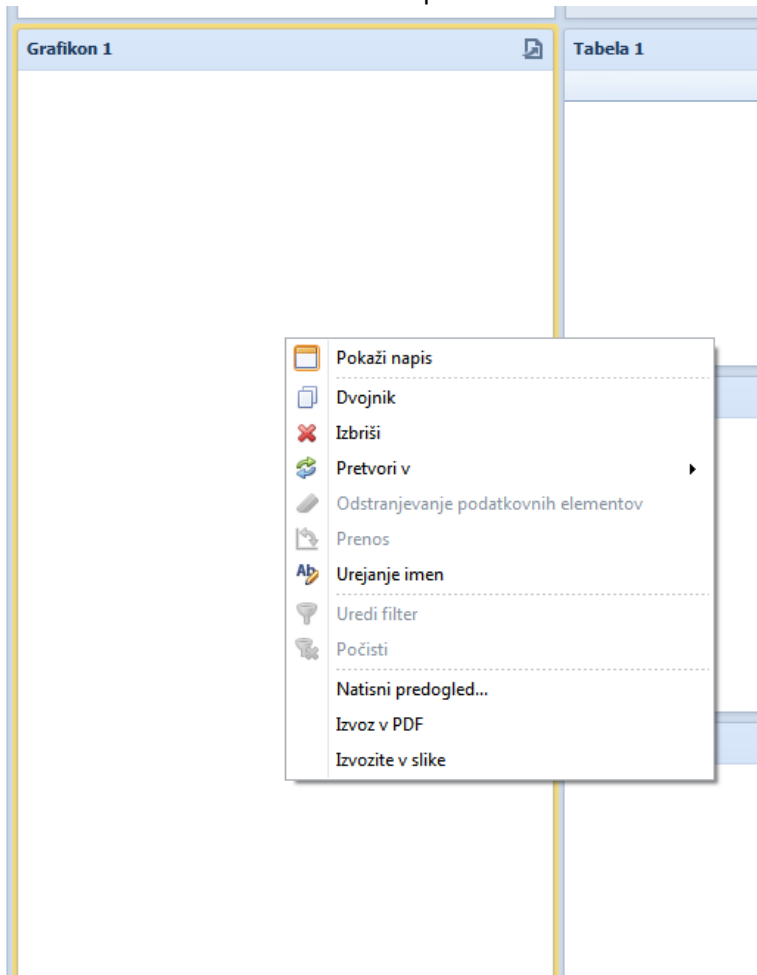 Grafikon 1
Tabela 1
Pokaži napis
Dvojnik
Izbriši
Pretvori v
Odstranjevanje podatkovnih elementov
Prenos
Urejanje imen
Uredi filter
Počisti
Natisni predogled...
Izvoz v PDF
Izvozite v slike